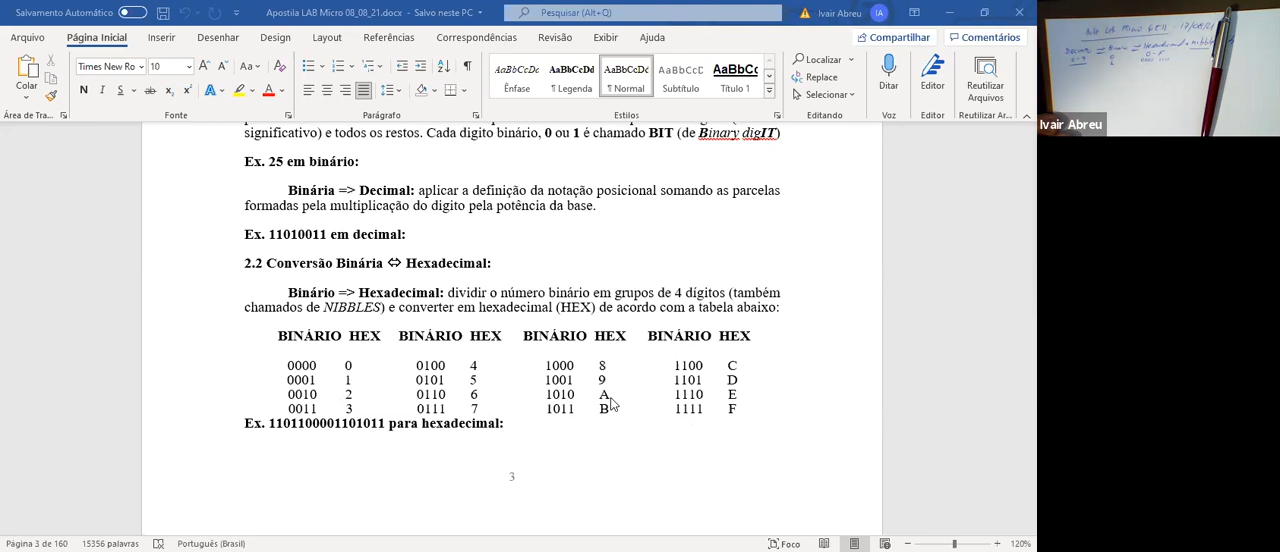 Salvamento Automático
Apostila LAB Micro 08_08_21.docx - Salvo neste PC
Pesquisar (Alt+Q)
Ivair Abreu
IA
Arquivo
Página Inicial
Inserir
Desenhar
Design
Layout
Referências
Correspondências
Revisão
Exibir
Ajuda
Compartilhar
Comentários
Colar
Times New Ro
10
N I S
AaBbCcDd
AaBbCcDd
AaBbCcDd
AaBbCcDd
AaBbCc
Ênfase
¶ Legenda
¶ Normal
Subtítulo
Título 1
Localizar
Replace
Selecionar
Ditar
Editor
Reutilizar
Arquivos
Área de Tra...
Fonte
Parágrafo
Estilos
Editando
Voz
Editor
Reutilizar Ar...
significativo) e todos os restos. Cada digito binário, 0 ou 1 é chamado BIT (de Binary digIT)
Ex. 25 em binário:
Binária => Decimal: aplicar a definição da notação posicional somando as parcelas
formadas pela multiplicação do digito pela potência da base.
Ex. 11010011 em decimal:
2.2 Conversão Binária ⇔ Hexadecimal:
Binário => Hexadecimal: dividir o número binário em grupos de 4 dígitos (também
chamados de NIBBLES) e converter em hexadecimal (HEX) de acordo com a tabela abaixo:
BINÁRIO HEX BINÁRIO HEX BINÁRIO HEX BINÁRIO HEX
0000 0 0100 4 1000 8 1100 C
0001 1 0101 5 1001 9 1101 D
0010 2 0110 6 1010 A 1110 E
0011 3 0111 7 1011 B 1111 F
Ex. 1101100001101011 para hexadecimal:
3
Página 3 de 160
15356 palavras
Português (Brasil)
Foco
120%
Ivair Abreu